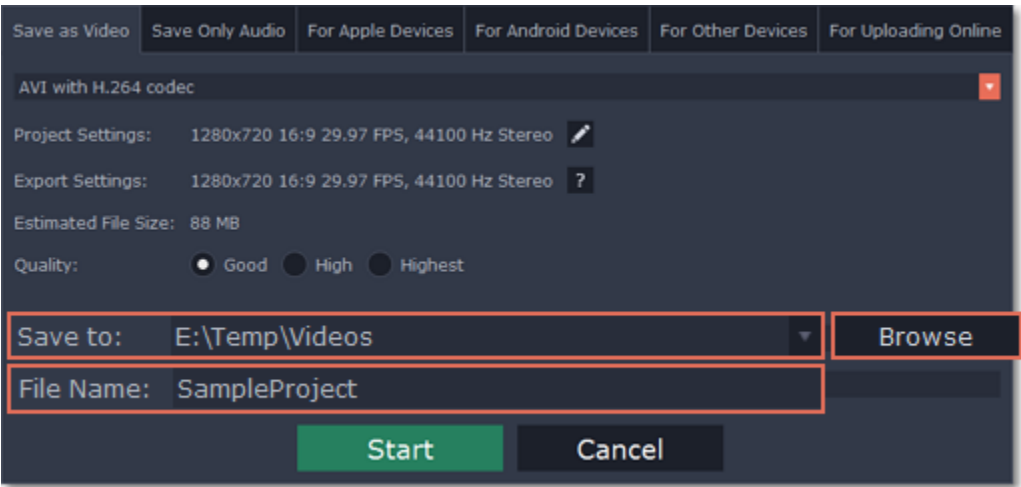 Save as Video Save Only Audio For Apple Devices For Android Devices For Other Devices For Uploading Online
AVI with H.264 codec
Project Settings: 1280x720 16:9 29.97 FPS, 44100 Hz Stereo
Export Settings: 1280x720 16:9 29.97 FPS, 44100 Hz Stereo ?
Estimated File Size: 88 MB
Quality: Good High Highest
Save to: E:\Temp\Videos Browse
File Name: SampleProject
Start Cancel